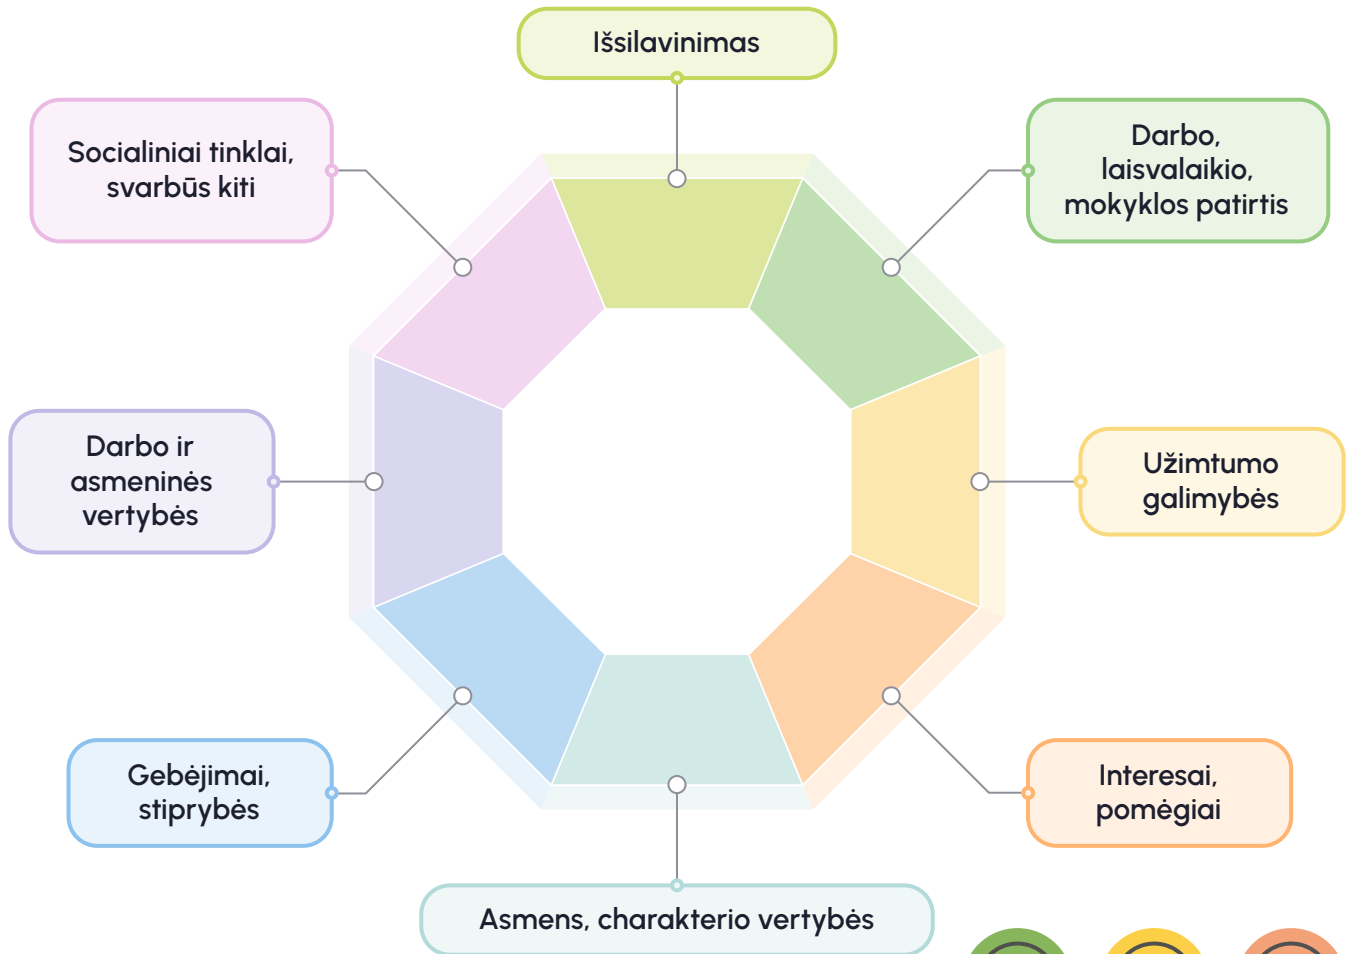 Išsilavinimas
Socialiniai tinklai,
svarbūs kiti
Darbo,
laisvalaikio,
mokyklos patirtis
Darbo ir
asmeninės
vertybės
Užimtumo
galimybės
Gebėjimai,
stiprybės
Interesai,
pomėgiai
Asmens, charakterio vertybės